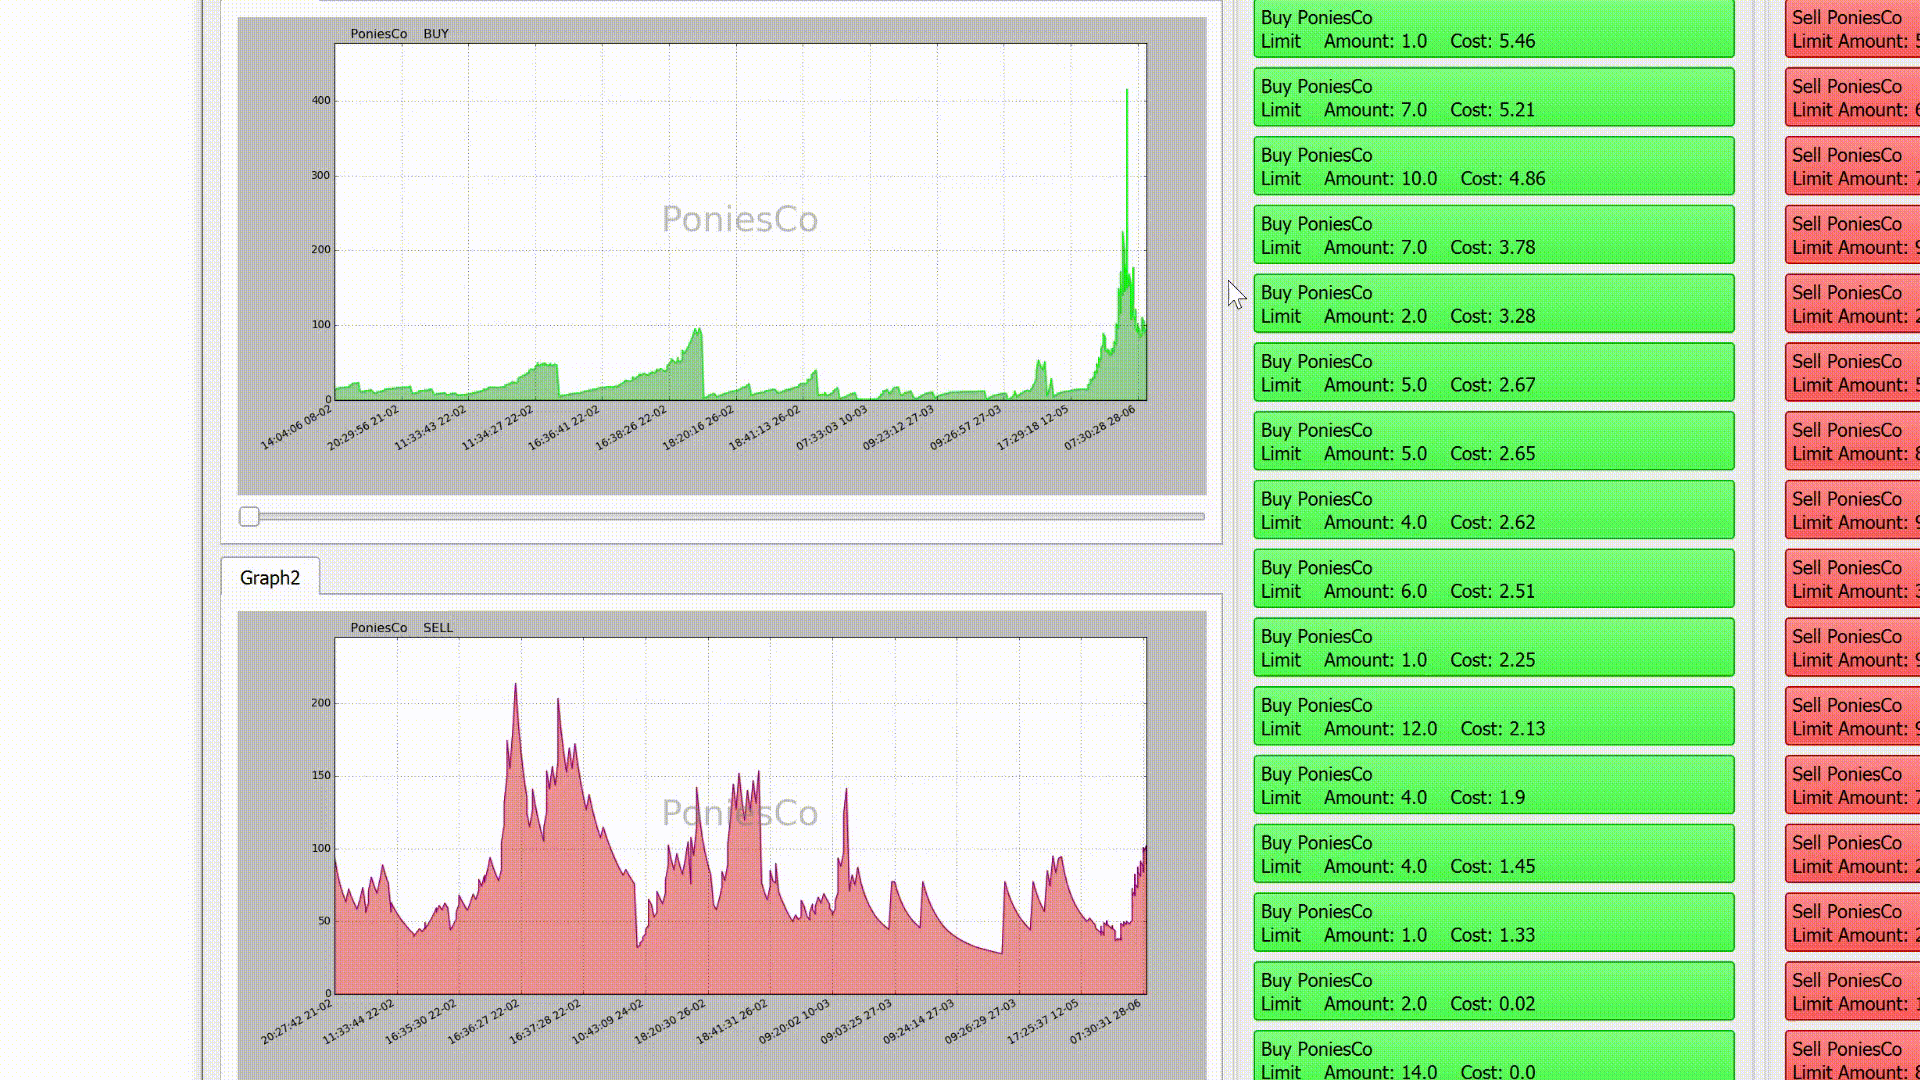 PoniesCo BUY
400
300
200
100
0
PoniesCo
14:04:06 08-02
20:29:56 21-02
11:33:43 22-02
11:34:27 22-02
16:36:41 22-02
16:38:26 22-02
18:20:16 26-02
18:41:13 26-02
07:33:03 10-03
09:23:12 27-03
09:26:57 27-03
17:29:18 12-05
07:30:28 28-06
Graph2
PoniesCo SELL
200
150
100
50
0
PoniesCo
20:27:42 21-02
11:33:44 22-02
16:35:30 22-02
16:36:27 22-02
16:37:28 22-02
10:43:09 24-02
18:20:30 26-02
18:41:31 26-02
09:20:02 10-03
09:03:25 27-03
09:24:14 27-03
09:26:29 27-03
17:25:37 12-05
07:30:31 28-06
Buy PoniesCo
Limit Amount: 1.0 Cost: 5.46
Buy PoniesCo
Limit Amount: 7.0 Cost: 5.21
Buy PoniesCo
Limit Amount: 10.0 Cost: 4.86
Buy PoniesCo
Limit Amount: 7.0 Cost: 3.78
Buy PoniesCo
Limit Amount: 2.0 Cost: 3.28
Buy PoniesCo
Limit Amount: 5.0 Cost: 2.67
Buy PoniesCo
Limit Amount: 5.0 Cost: 2.65
Buy PoniesCo
Limit Amount: 4.0 Cost: 2.62
Buy PoniesCo
Limit Amount: 6.0 Cost: 2.51
Buy PoniesCo
Limit Amount: 1.0 Cost: 2.25
Buy PoniesCo
Limit Amount: 12.0 Cost: 2.13
Buy PoniesCo
Limit Amount: 4.0 Cost: 1.9
Buy PoniesCo
Limit Amount: 4.0 Cost: 1.45
Buy PoniesCo
Limit Amount: 1.0 Cost: 1.33
Buy PoniesCo
Limit Amount: 2.0 Cost: 0.02
Buy PoniesCo
Limit Amount: 14.0 Cost: 0.0
Sell PoniesCo
Limit Amount:
Sell PoniesCo
Limit Amount:
Sell PoniesCo
Limit Amount:
Sell PoniesCo
Limit Amount:
Sell PoniesCo
Limit Amount:
Sell PoniesCo
Limit Amount:
Sell PoniesCo
Limit Amount:
Sell PoniesCo
Limit Amount:
Sell PoniesCo
Limit Amount:
Sell PoniesCo
Limit Amount:
Sell PoniesCo
Limit Amount:
Sell PoniesCo
Limit Amount:
Sell PoniesCo
Limit Amount:
Sell PoniesCo
Limit Amount:
Sell PoniesCo
Limit Amount:
Sell PoniesCo
Limit Amount: